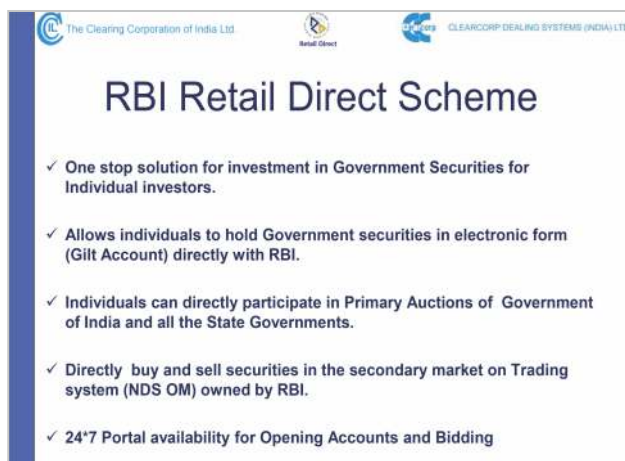 The Clearing Corporation of India Ltd
Retail Direct
CLEARCORP DEALING SYSTEMS (INDIA) LT
RBI Retail Direct Scheme
✓ One stop solution for investment in Government Securities for
Individual investors.
✓ Allows individuals to hold Government securities in electronic form
(Gilt Account) directly with RBI.
✓ Individuals can directly participate in Primary Auctions of Government
of India and all the State Governments.
✓ Directly buy and sell securities in the secondary market on Trading
system (NDS OM) owned by RBI.
✓ 24*7 Portal availability for Opening Accounts and Bidding